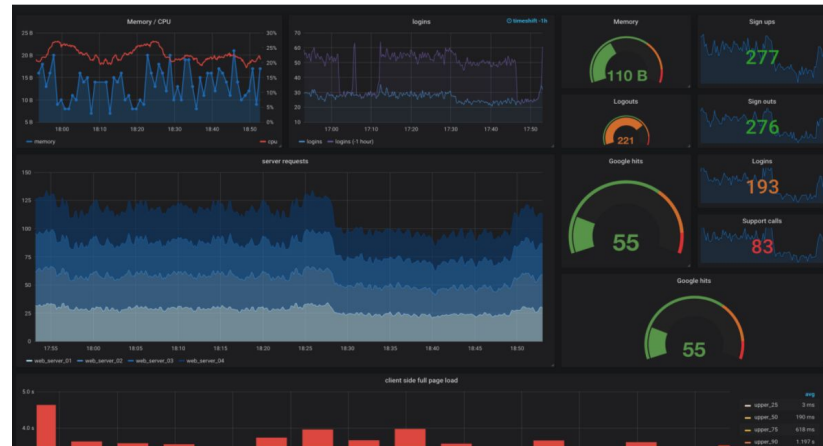 Memory / CPU
25 B
20 B
15 B
10 B
5 B
30%
25%
20%
15%
10%
5%
0%
18:00 18:10 18:20 18:30 18:40 18:50
memory cpu
logins
timeshift -1h
70
60
50
40
30
20
10
17:00 17:10 17:20 17:30 17:40 17:50
logins logins (-1 hour)
Memory
110 B
Sign ups
277
Logouts
221
Sign outs
276
server requests
150
125
100
75
50
25
0
17:55 18:00 18:05 18:10 18:15 18:20 18:25 18:30 18:35 18:40 18:45 18:50
web_server_01 web_server_02 web_server_03 web_server_04
Google hits
55
Logins
193
Support calls
83
Google hits
55
client side full page load
5.0 s
4.0 s
avg
upper_25 3 ms
upper_50 190 ms
upper_75 618 ms
upper_90 1.197 s